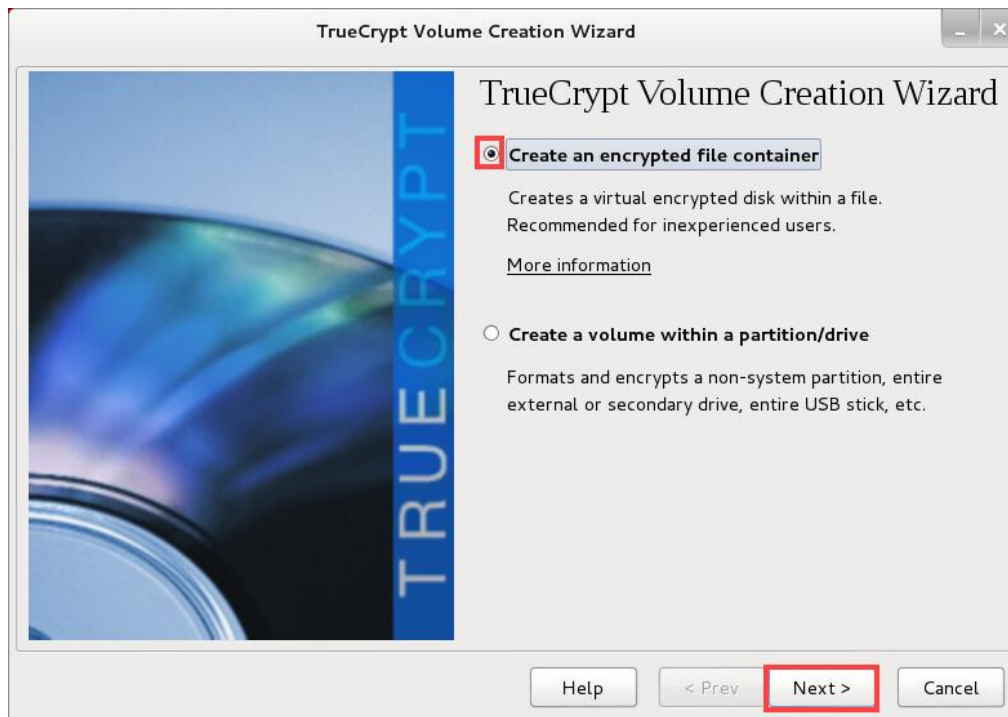 TrueCrypt Volume Creation Wizard
TRUECRYPT
TrueCrypt Volume Creation Wizard
Create an encrypted file container
Creates a virtual encrypted disk within a file.
Recommended for inexperienced users.
More information
Create a volume within a partition/drive
Formats and encrypts a non-system partition, entire
external or secondary drive, entire USB stick, etc.
Help
< Prev
Next >
Cancel